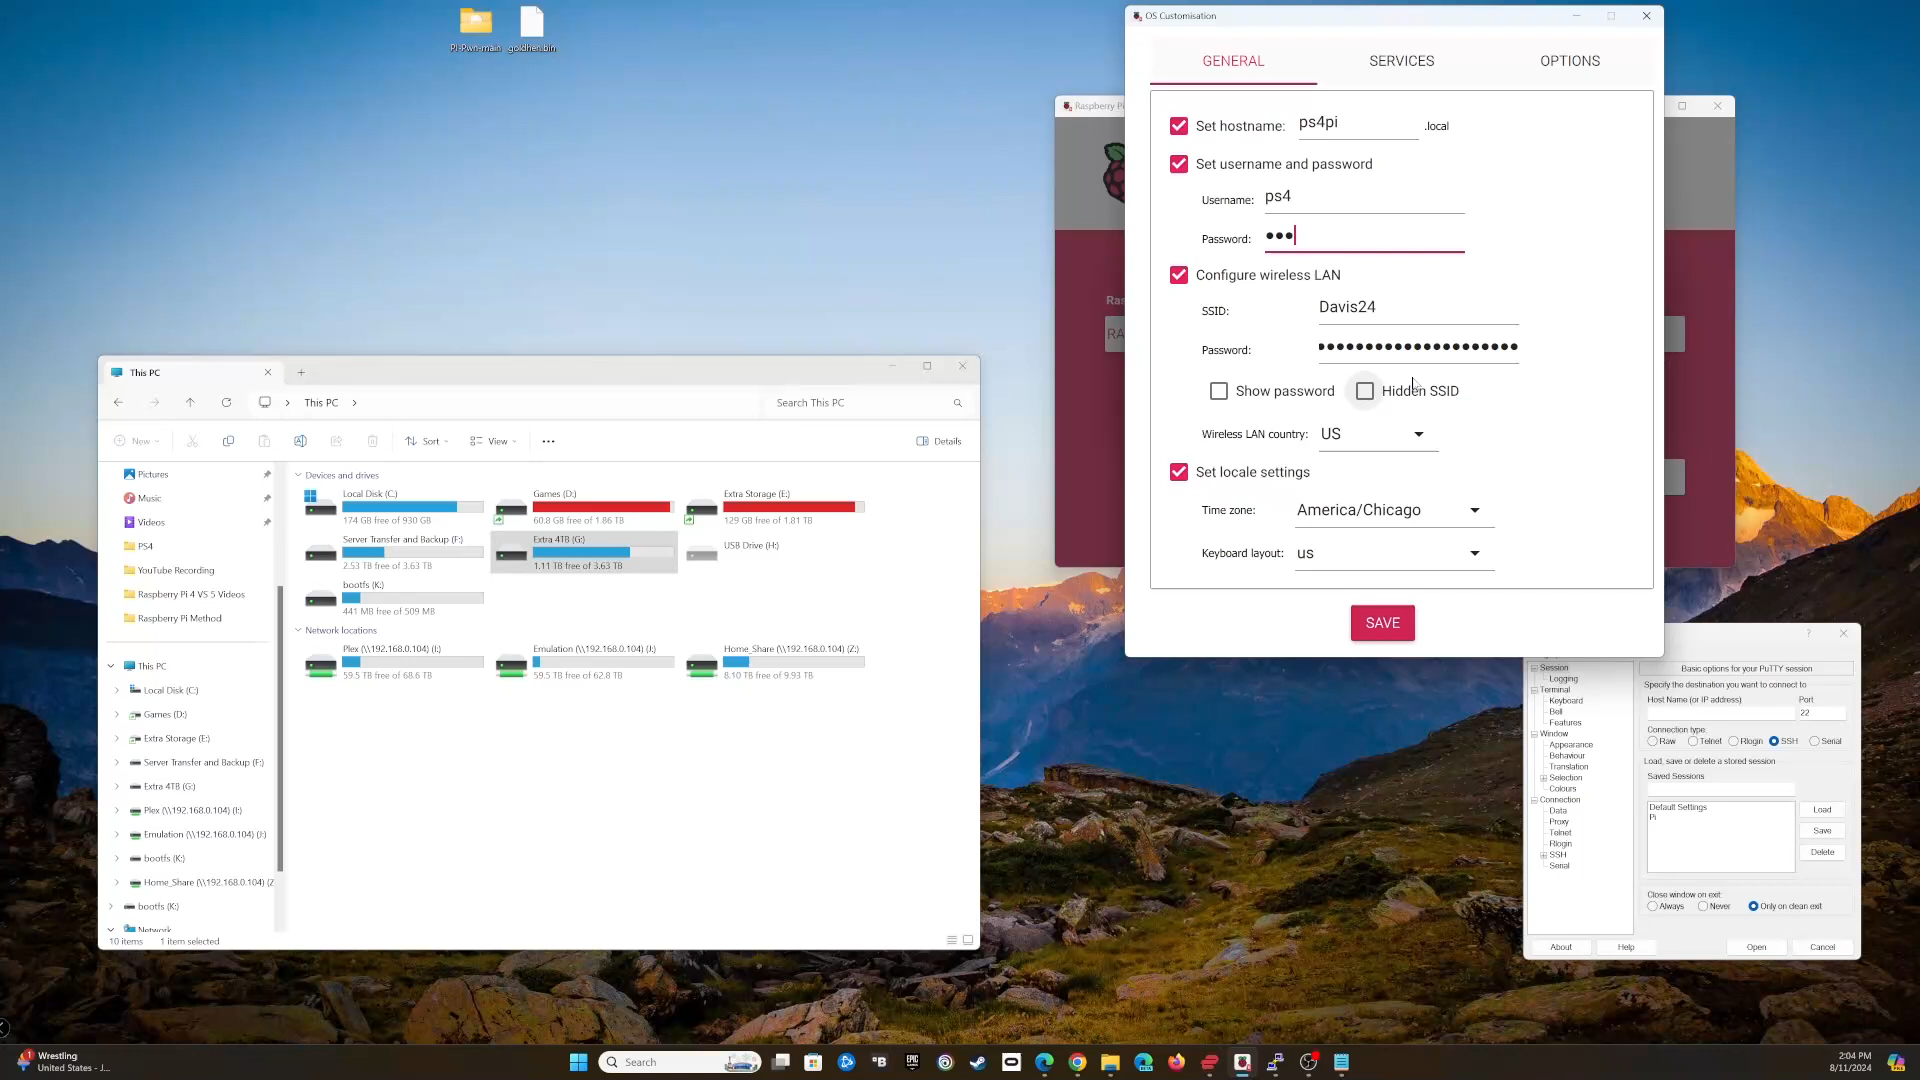 PI-Pwn-main
goldhen.bin
OS Customisation
GENERAL
SERVICES
OPTIONS
Set hostname:
ps4pi
.local
Set username and password
Username:
ps4
Password:
•••
Configure wireless LAN
SSID:
Davis24
Password:
Show password
Hidden SSID
Wireless LAN country:
US
Set locale settings
Time zone:
America/Chicago
Keyboard layout:
us
SAVE
Raspberry Pi
Ras
RA
This PC
This PC
Search This PC
New
Sort
View
Details
Pictures
Music
Videos
PS4
YouTube Recording
Raspberry Pi 4 VS 5 Videos
Raspberry Pi Method
This PC
Local Disk (C:)
Games (D:)
Extra Storage (E:)
Server Transfer and Backup (F:)
Extra 4TB (G:)
Plex (\\192.168.0.104) (I:)
Emulation (\\192.168.0.104) (J:)
bootfs (K:)
Home_Share (\\192.168.0.104) (Z
bootfs (K:)
Network
Devices and drives
Local Disk (C:)
174 GB free of 930 GB
Games (D:)
60.8 GB free of 1.86 TB
Extra Storage (E:)
129 GB free of 1.81 TB
Server Transfer and Backup (F:)
2.53 TB free of 3.63 TB
Extra 4TB (G:)
1.11 TB free of 3.63 TB
USB Drive (H:)
bootfs (K:)
441 MB free of 509 MB
Network locations
Plex (\\192.168.0.104) (I:)
59.5 TB free of 68.6 TB
Emulation (\\192.168.0.104) (J:)
59.5 TB free of 62.8 TB
Home_Share (\\192.168.0.104) (Z:)
8.10 TB free of 9.93 TB
10 items
1 item selected
Session
Logging
Terminal
Keyboard
Bell
Features
Window
Appearance
Behaviour
Translation
Selection
Colours
Connection
Data
Proxy
Telnet
Rlogin
SSH
Serial
Basic options for your PuTTY session
Specify the destination you want to connect to
Host Name (or IP address)
Port
22
Connection type:
Raw
Telnet
Rlogin
SSH
Serial
Load, save or delete a stored session
Saved Sessions
Default Settings
Pi
Load
Save
Delete
Close window on exit:
Always
Never
Only on clean exit
About
Help
Open
Cancel
1
Wrestling
United States - J...
Search
EPIC
2:04 PM
8/11/2024